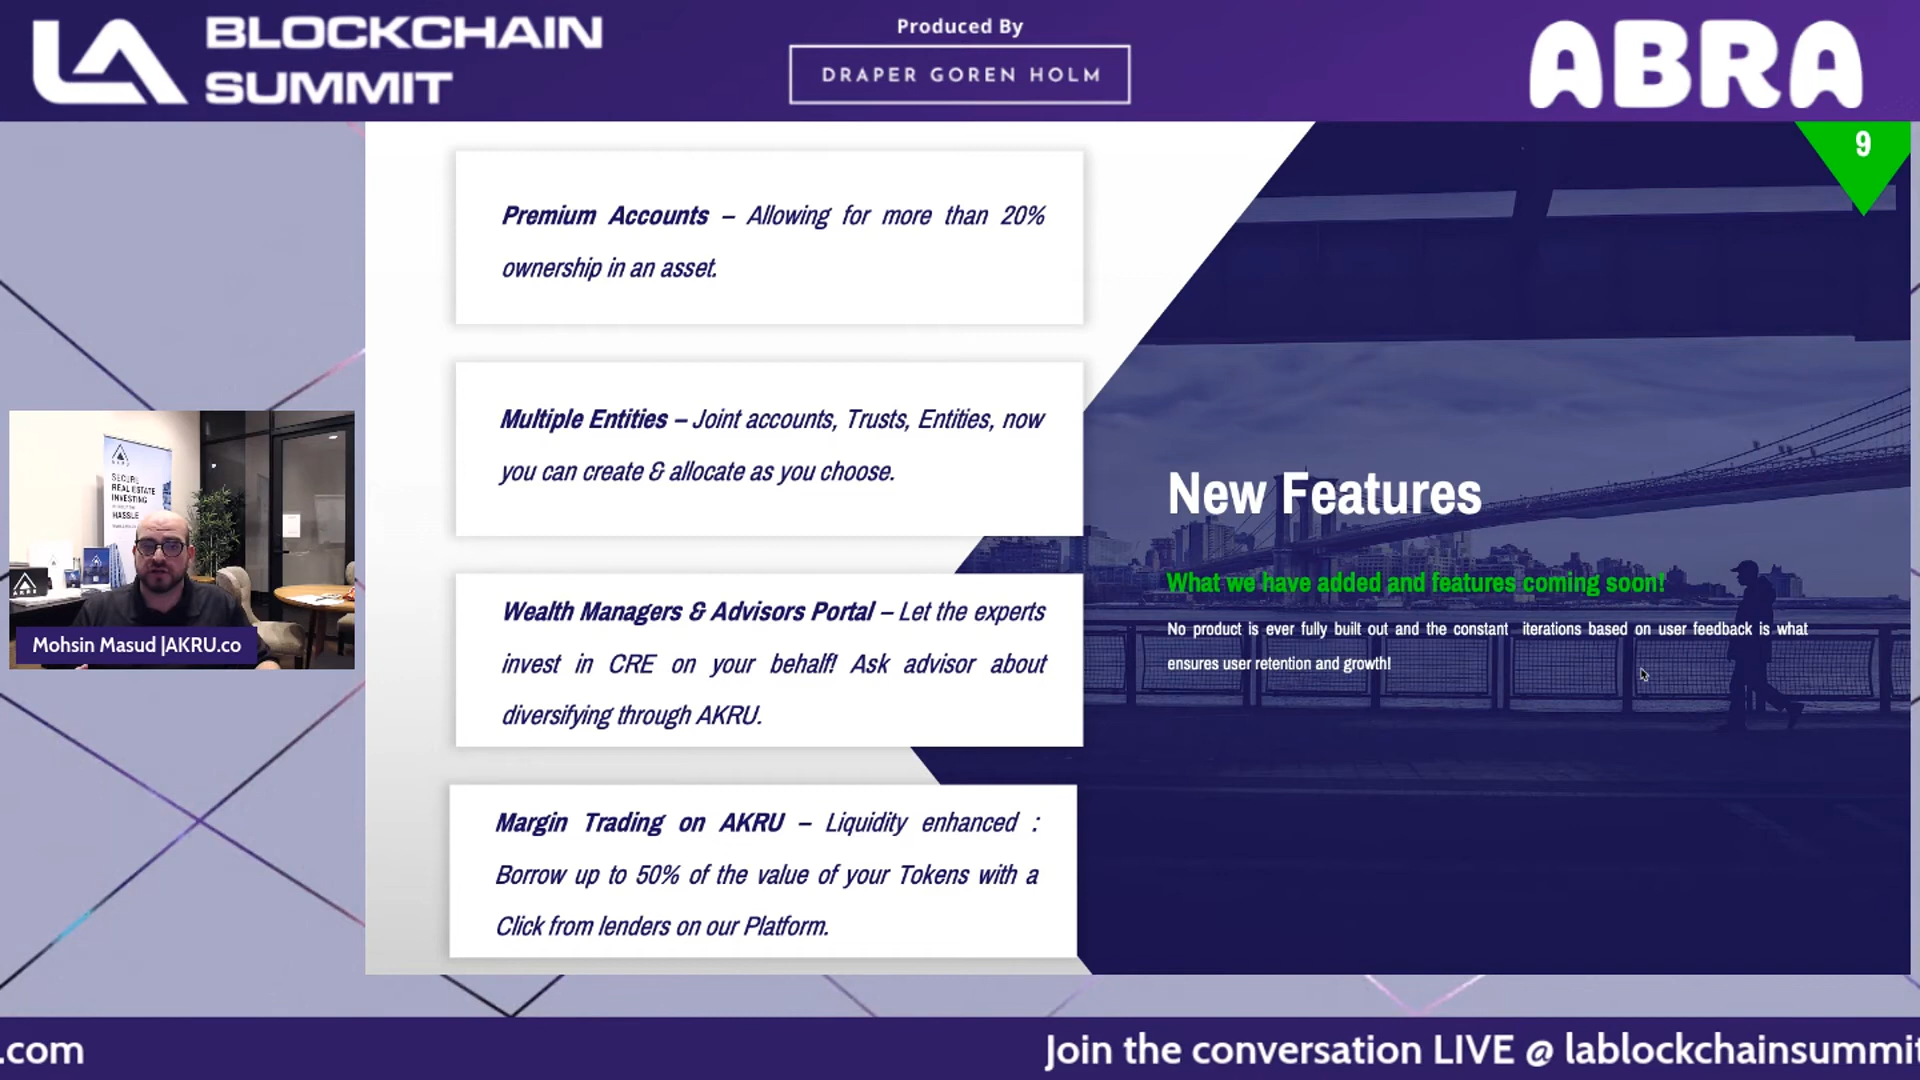 LA BLOCKCHAIN
SUMMIT
Produced By
DRAPER GOREN HOLM
ABRA
9
Premium Accounts – Allowing for more than 20%
ownership in an asset.
Multiple Entities – Joint accounts, Trusts, Entities, now
you can create & allocate as you choose.
Wealth Managers & Advisors Portal – Let the experts
invest in CRE on your behalf! Ask advisor about
diversifying through AKRU.
Margin Trading on AKRU – Liquidity enhanced :
Borrow up to 50% of the value of your Tokens with a
Click from lenders on our Platform.
New Features
What we have added and features coming soon!
No product is ever fully built out and the constant iterations based on user feedback is what
ensures user retention and growth!
AKRU
SECURE
REAL ESTATE
INVESTING
HASSLE
Mohsin Masud |AKRU.co
.com
Join the conversation LIVE @ lablockchainsummit